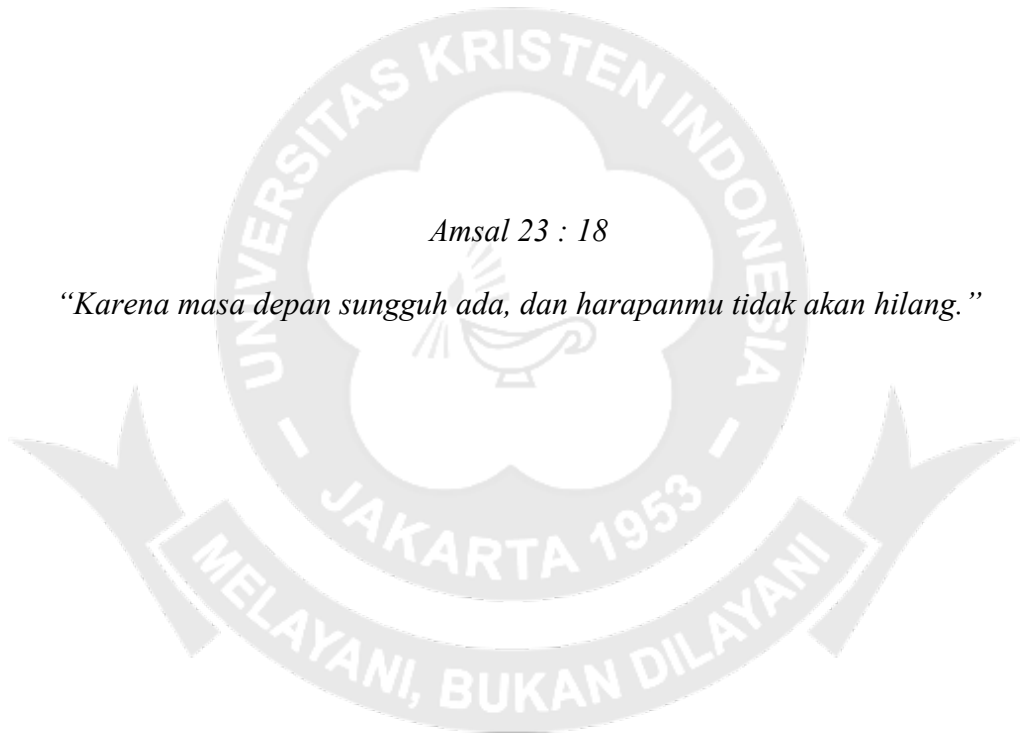 UNIVERSITAS KRISTEN INDONESIA
Amsal 23 : 18
“Karena masa depan sungguh ada, dan harapanmu tidak akan hilang.”
JAKARTA 1953
MELAYANI, BUKAN DILAYANI